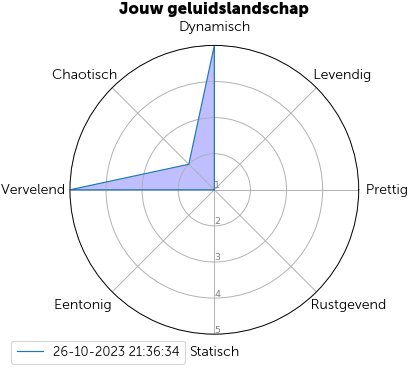 Jouw geluidslandschap
Dynamisch
Chaotisch
Levendig
Vervelend
Prettig
1
2
3
4
5
Eentonig
Rustgevend
26-10-2023 21:36:34
Statisch